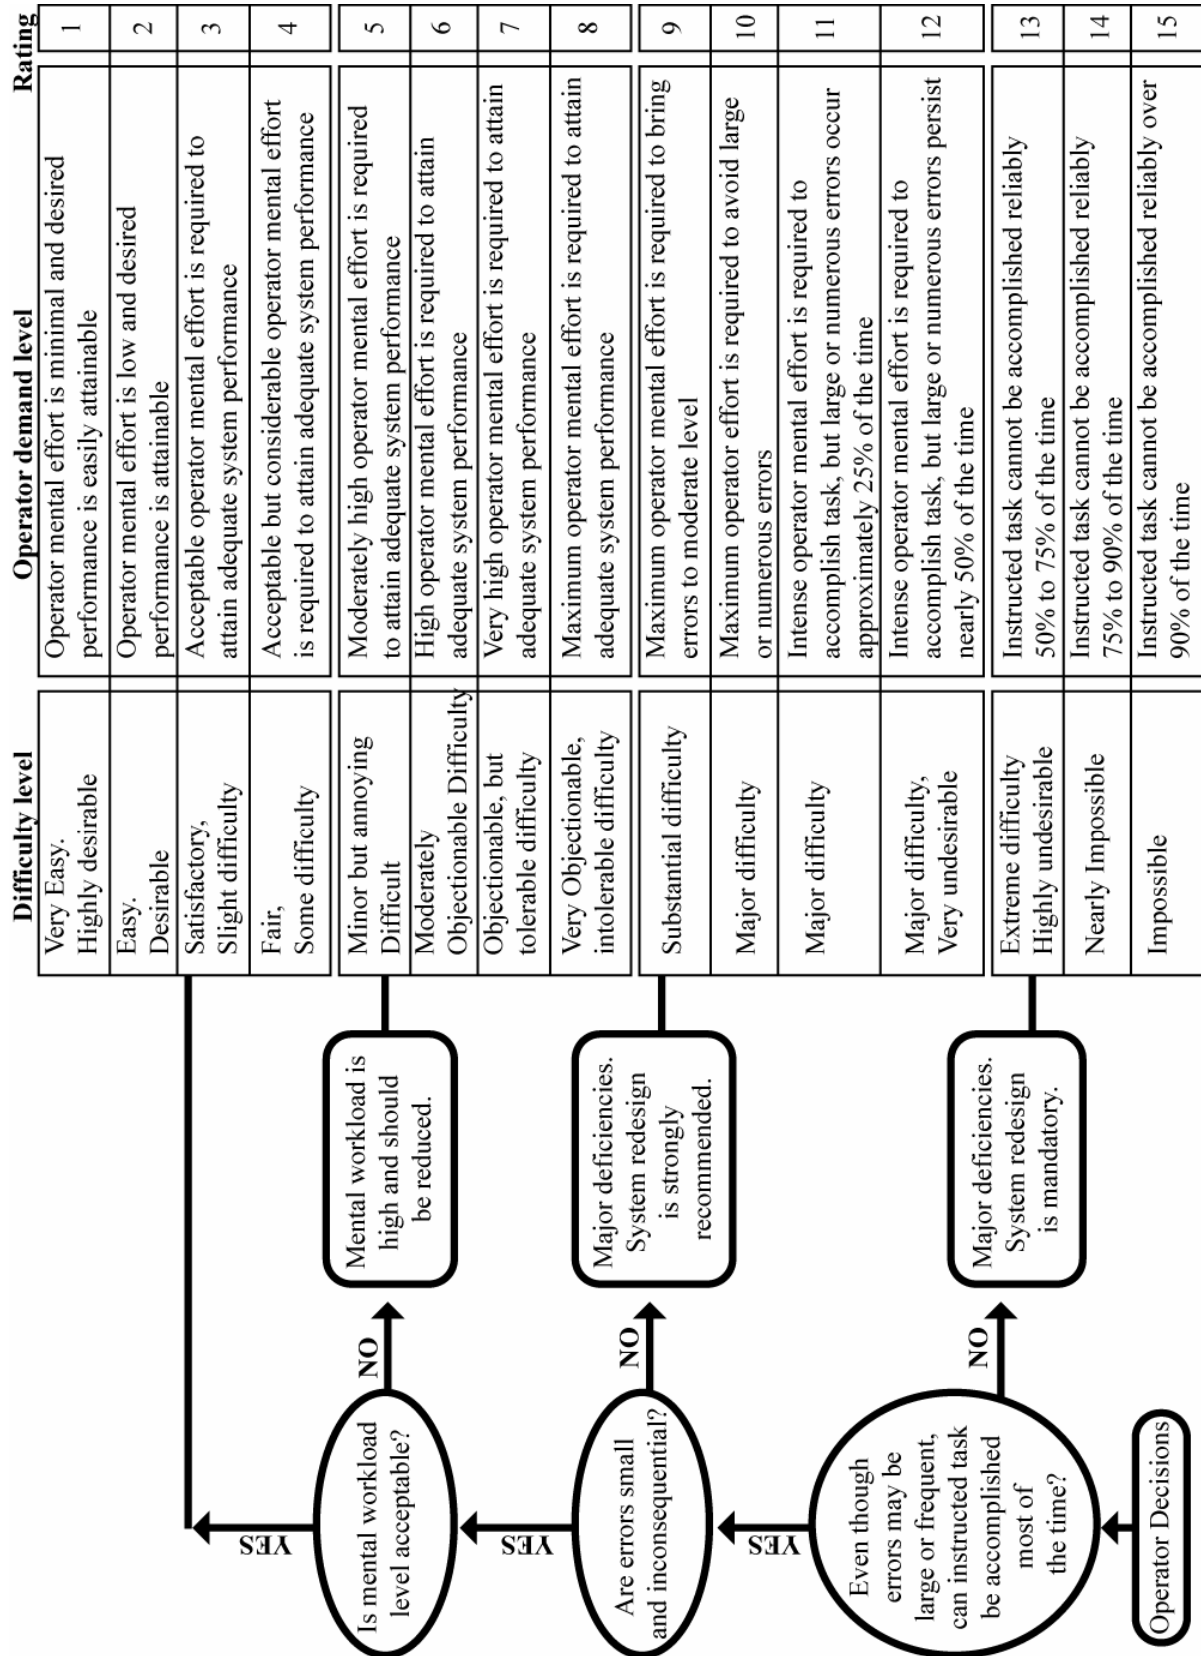 Difficulty level
Operator demand level
Rating
Very Easy.
Highly desirable
Operator mental effort is minimal and desired
performance is easily attainable
1
Easy.
Desirable
Operator mental effort is low and desired
performance is attainable
2
Satisfactory,
Slight difficulty
Acceptable operator mental effort is required to
attain adequate system performance
3
Fair,
Some difficulty
Acceptable but considerable operator mental effort
is required to attain adequate system performance
4
Minor but annoying
Difficult
Moderately high operator mental effort is required
to attain adequate system performance
5
Moderately
Objectionable Difficulty
High operator mental effort is required to attain
adequate system performance
6
Objectionable, but
tolerable difficulty
Very high operator mental effort is required to attain
adequate system performance
7
Very Objectionable,
intolerable difficulty
Maximum operator mental effort is required to attain
adequate system performance
8
Substantial difficulty
Maximum operator mental effort is required to bring
errors to moderate level
9
Major difficulty
Maximum operator effort is required to avoid large
or numerous errors
10
Major difficulty
Intense operator mental effort is required to
accomplish task, but large or numerous errors occur
approximately 25% of the time
11
Major difficulty,
Very undesirable
Intense operator mental effort is required to
accomplish task, but large or numerous errors persist
nearly 50% of the time
12
Extreme difficulty
Highly undesirable
Instructed task cannot be accomplished reliably
50% to 75% of the time
13
Nearly Impossible
Instructed task cannot be accomplished reliably
75% to 90% of the time
14
Impossible
Instructed task cannot be accomplished reliably over
90% of the time
15
YES
Is mental workload
level acceptable?
NO
Mental workload is
high and should
be reduced.
YES
Are errors small
and inconsequential?
NO
Major deficiencies.
System redesign
is strongly
recommended.
YES
Even though
errors may be
large or frequent,
can instructed task
be accomplished
most of
the time?
NO
Major deficiencies.
System redesign
is mandatory.
Operator Decisions